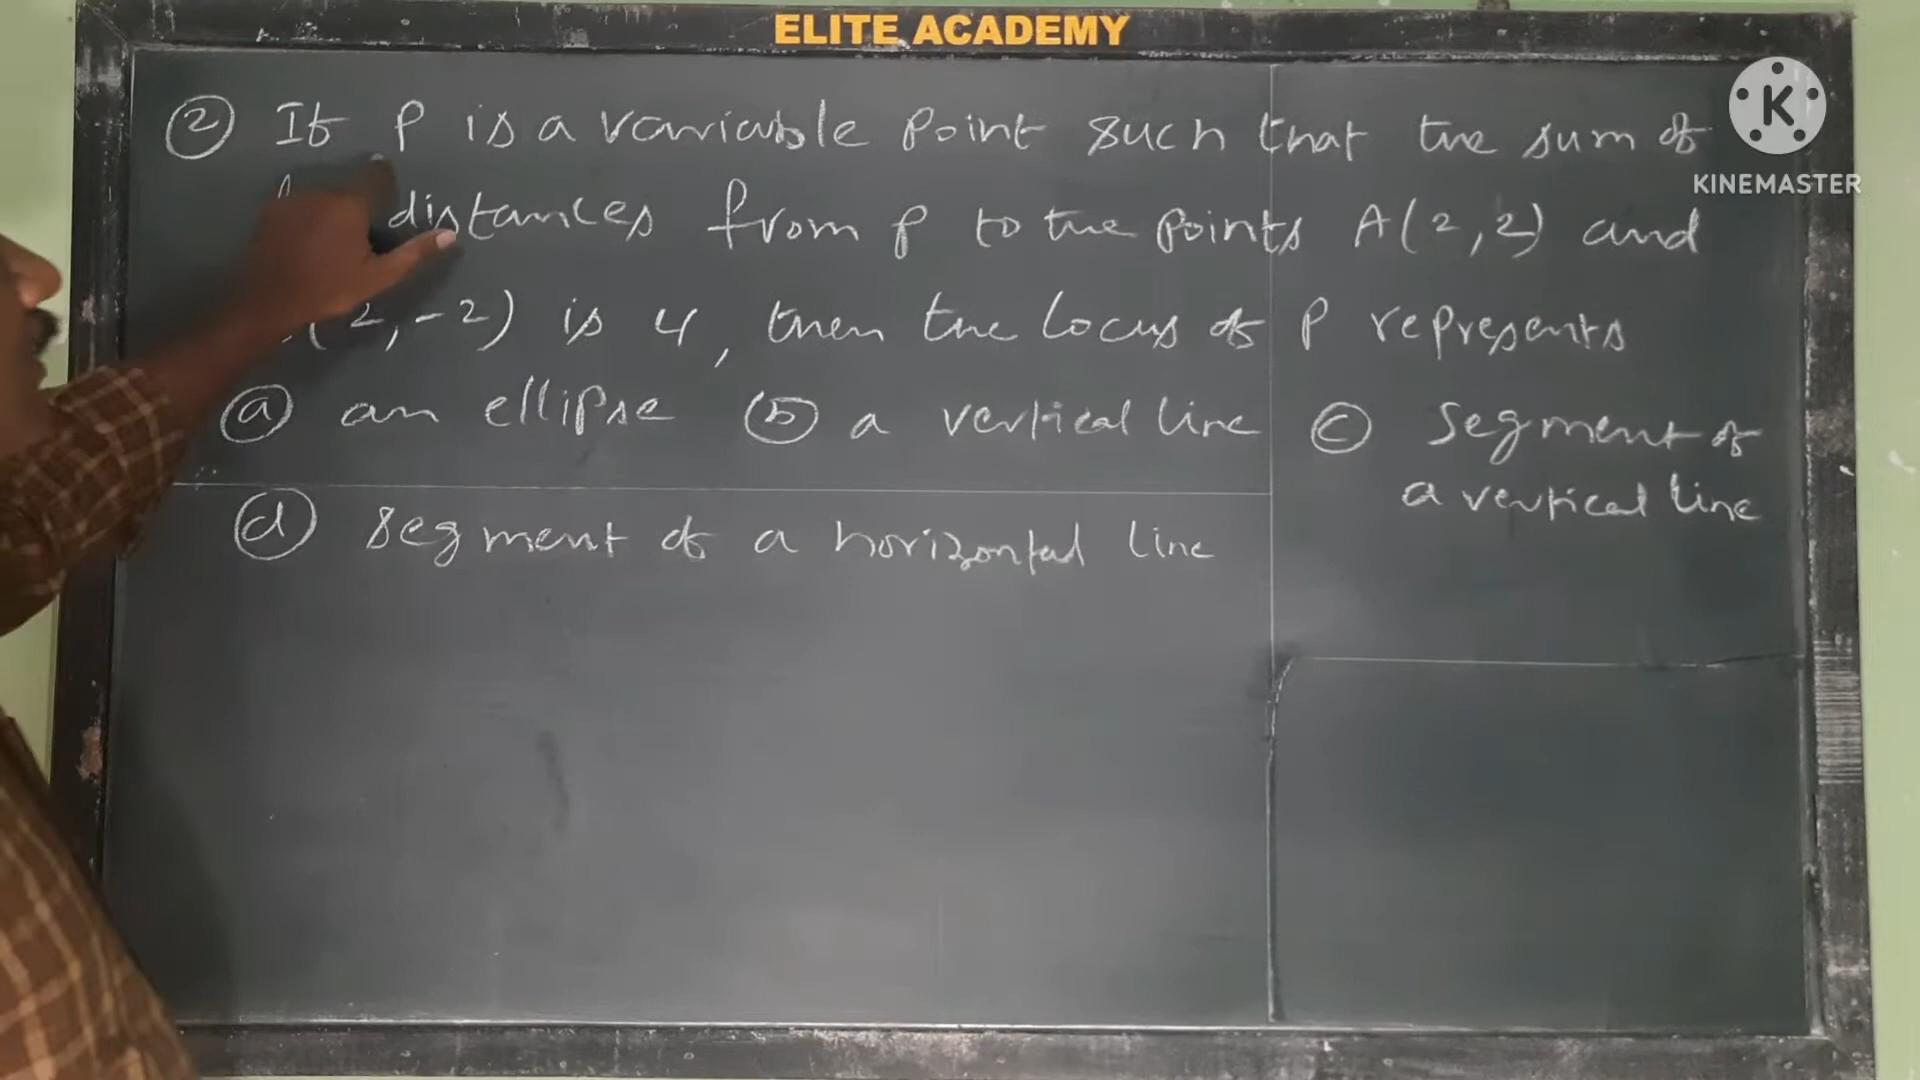 ELITE ACADEMY
K
KINEMASTER
② If P is a variable point such that the sum of
distances from P to the points A(2,2) and
(2,-2) is 4, then the locus of P represents
ⓐ an ellipse ⓑ a vertical line ⓒ segment of
a vertical line
ⓓ segment of a horizontal line